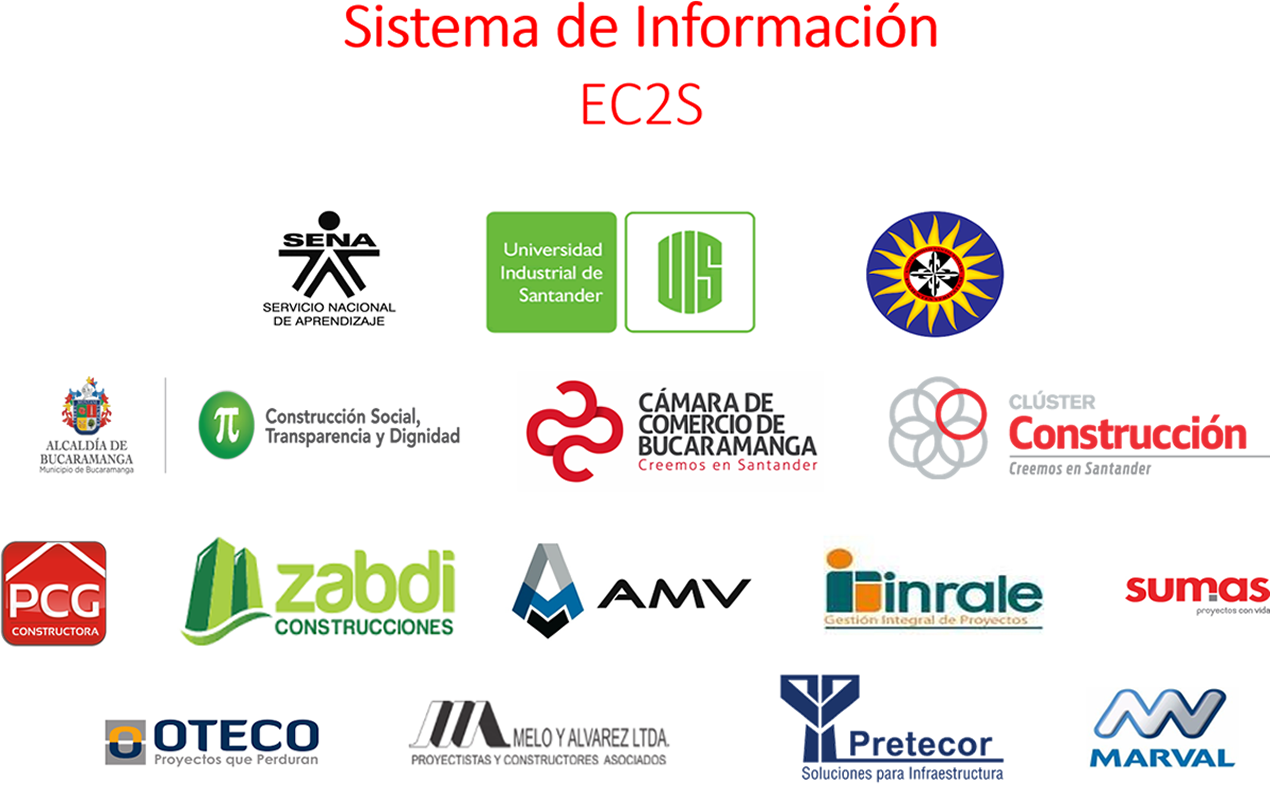 Sistema de Información
EC2S
SENA
SERVICIO NACIONAL
DE APRENDIZAJE
Universidad
Industrial de
Santander
UIS
ALCALDÍA DE
BUCARAMANGA
Municipio de Bucaramanga
π
Construcción Social,
Transparencia y Dignidad
CÁMARA DE
COMERCIO DE
BUCARAMANGA
Creemos en Santander
CLÚSTER
Construcción
Creemos en Santander
PCG
CONSTRUCTORA
zabdi
CONSTRUCCIONES
AMV
inrale
Gestión Integral de Proyectos
sumas
proyectos con vida
OTECO
Proyectos que Perduran
MELO Y ALVAREZ LTDA.
PROYECTISTAS Y CONSTRUCTORES ASOCIADOS
Pretecor
Soluciones para Infraestructura
MARVAL